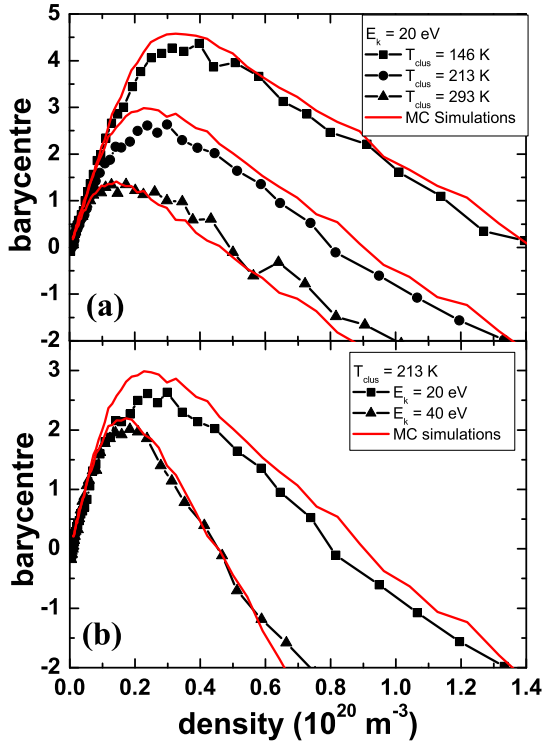 5
4
3
2
1
0
-1
-2
barycentre
E_k = 20 eV
T_clus = 146 K
T_clus = 213 K
T_clus = 293 K
MC Simulations
(a)
3
2
1
0
-1
-2
barycentre
T_clus = 213 K
E_k = 20 eV
E_k = 40 eV
MC simulations
(b)
0.0 0.2 0.4 0.6 0.8 1.0 1.2 1.4
density (10^20 m^-3)